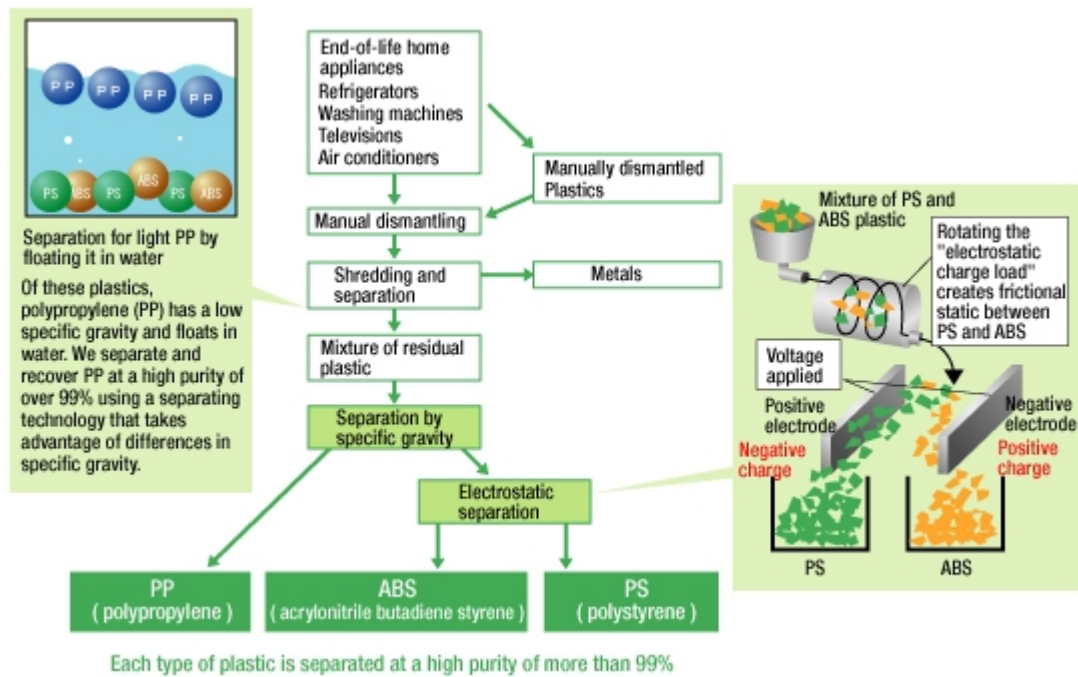 PP PP PP PP
PS ABS PS ABS PS ABS
Separation for light PP by
floating it in water
Of these plastics,
polypropylene (PP) has a low
specific gravity and floats in
water. We separate and
recover PP at a high purity of
over 99% using a separating
technology that takes
advantage of differences in
specific gravity.
End-of-life home
appliances
Refrigerators
Washing machines
Televisions
Air conditioners
Manually dismantled
Plastics
Manual dismantling
Shredding and
separation
Metals
Mixture of residual
plastic
Separation by
specific gravity
Electrostatic
separation
PP
( polypropylene )
ABS
( acrylonitrile butadiene styrene )
PS
( polystyrene )
Each type of plastic is separated at a high purity of more than 99%
Mixture of PS and
ABS plastic
Rotating the
"electrostatic
charge load"
creates frictional
static between
PS and ABS
Voltage
applied
Positive
electrode
Negative
charge
Negative
electrode
Positive
charge
PS
ABS